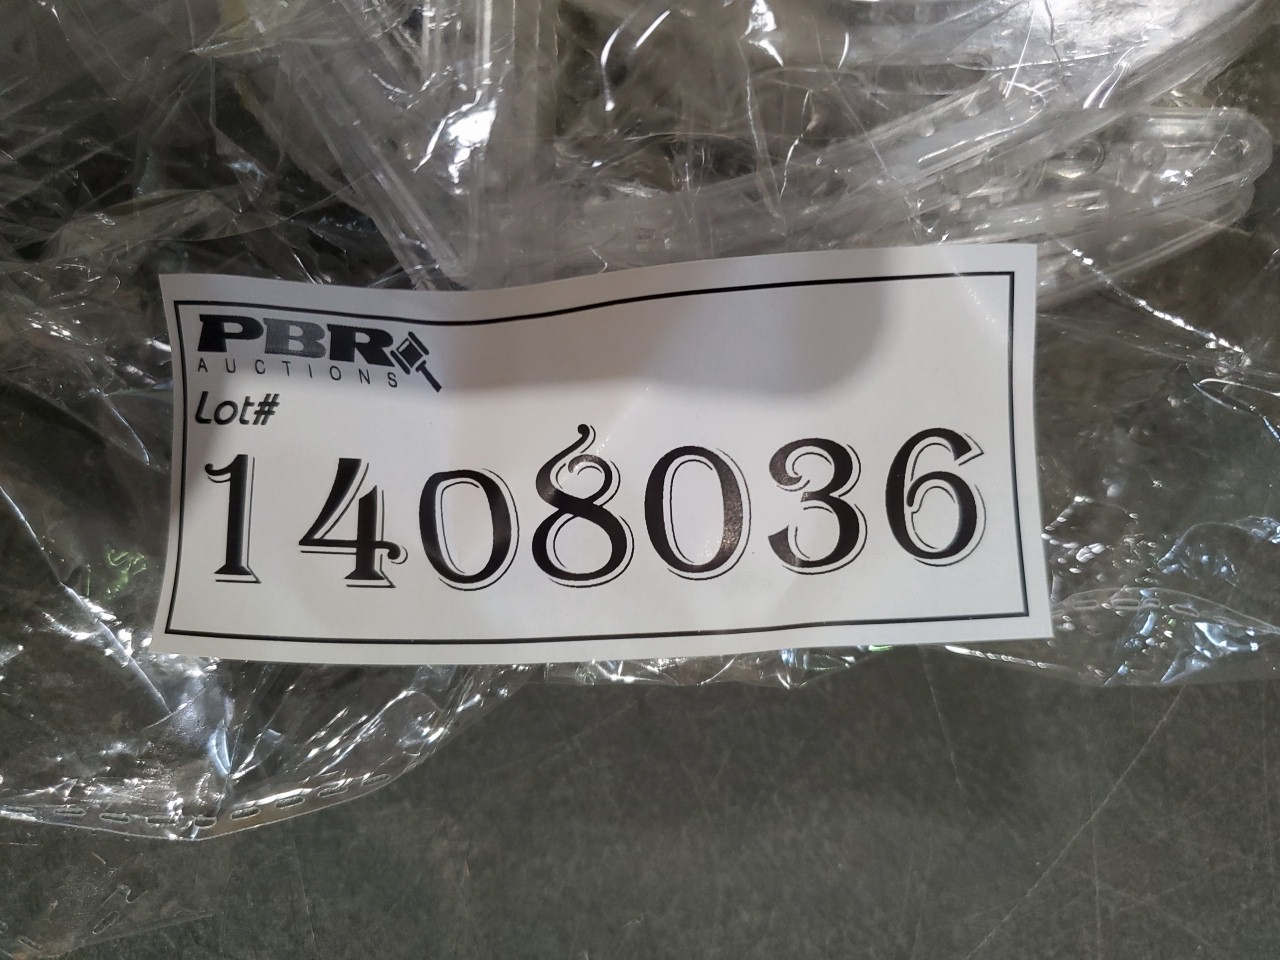 PBR
AUCTIONS
Lot#
1408036